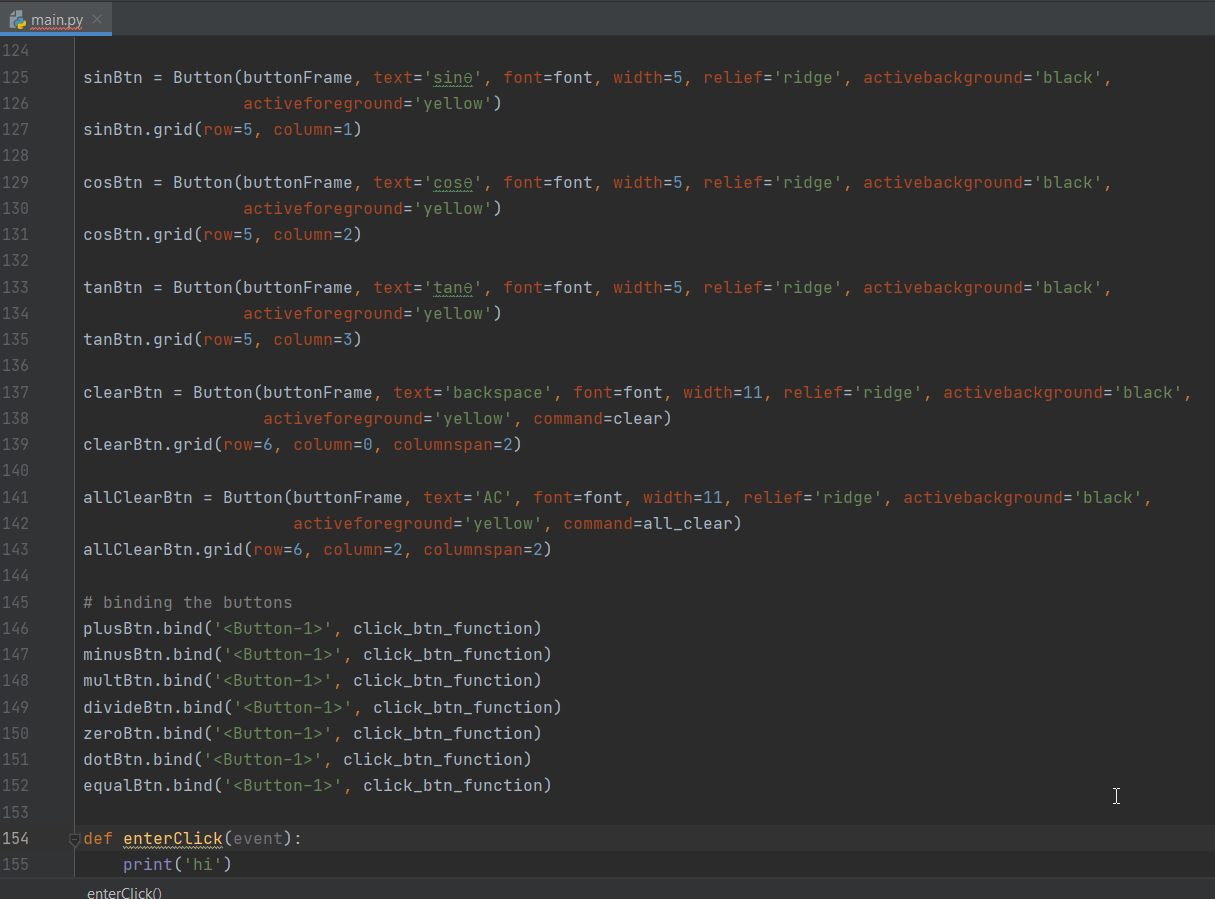 main.py
124
125 sinBtn = Button(buttonFrame, text='sinθ', font=font, width=5, relief='ridge', activebackground='black',
126                 activeforeground='yellow')
127 sinBtn.grid(row=5, column=1)
128
129 cosBtn = Button(buttonFrame, text='cosθ', font=font, width=5, relief='ridge', activebackground='black',
130                 activeforeground='yellow')
131 cosBtn.grid(row=5, column=2)
132
133 tanBtn = Button(buttonFrame, text='tanθ', font=font, width=5, relief='ridge', activebackground='black',
134                 activeforeground='yellow')
135 tanBtn.grid(row=5, column=3)
136
137 clearBtn = Button(buttonFrame, text='backspace', font=font, width=11, relief='ridge', activebackground='black',
138                   activeforeground='yellow', command=clear)
139 clearBtn.grid(row=6, column=0, columnspan=2)
140
141 allClearBtn = Button(buttonFrame, text='AC', font=font, width=11, relief='ridge', activebackground='black',
142                      activeforeground='yellow', command=all_clear)
143 allClearBtn.grid(row=6, column=2, columnspan=2)
144
145 # binding the buttons
146 plusBtn.bind('<Button-1>', click_btn_function)
147 minusBtn.bind('<Button-1>', click_btn_function)
148 multBtn.bind('<Button-1>', click_btn_function)
149 divideBtn.bind('<Button-1>', click_btn_function)
150 zeroBtn.bind('<Button-1>', click_btn_function)
151 dotBtn.bind('<Button-1>', click_btn_function)
152 equalBtn.bind('<Button-1>', click_btn_function)
153
154 def enterClick(event):
155     print('hi')
enterClick()